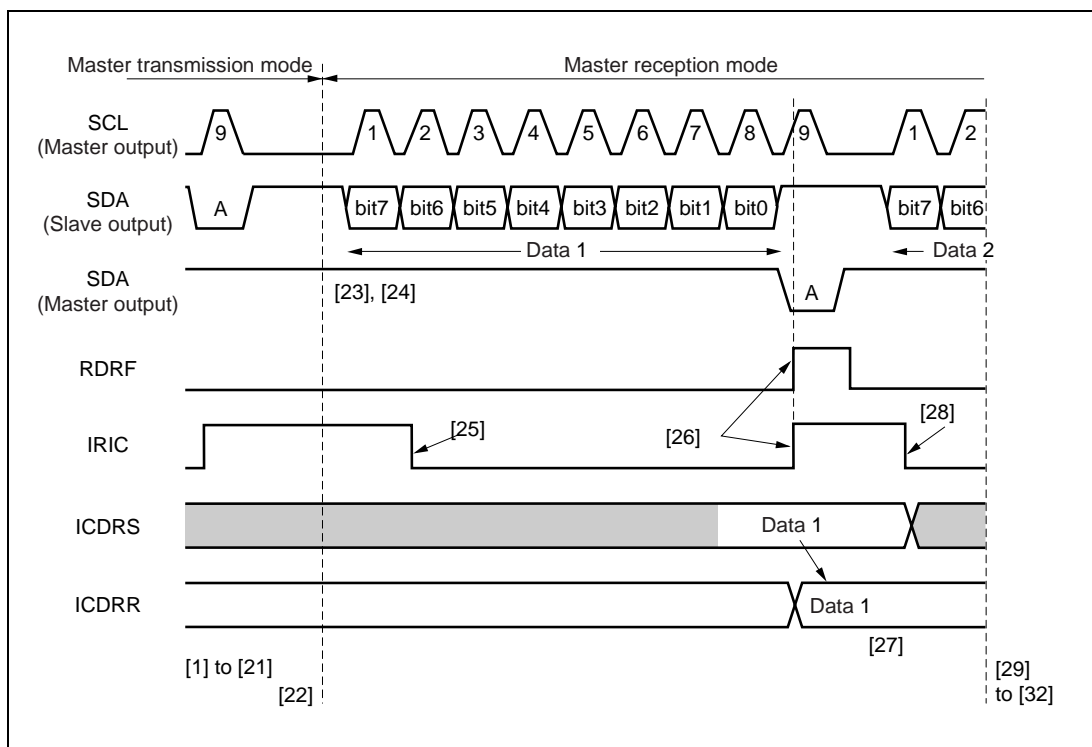 Master transmission mode Master reception mode
SCL
(Master output)
9 1 2 3 4 5 6 7 8 9 1 2
SDA
(Slave output)
A bit7 bit6 bit5 bit4 bit3 bit2 bit1 bit0 bit7 bit6
Data 1 Data 2
SDA
(Master output)
[23], [24] A
RDRF
IRIC [25] [26] [28]
ICDRS Data 1
ICDRR Data 1
[27]
[1] to [21]
[22]
[29]
to [32]